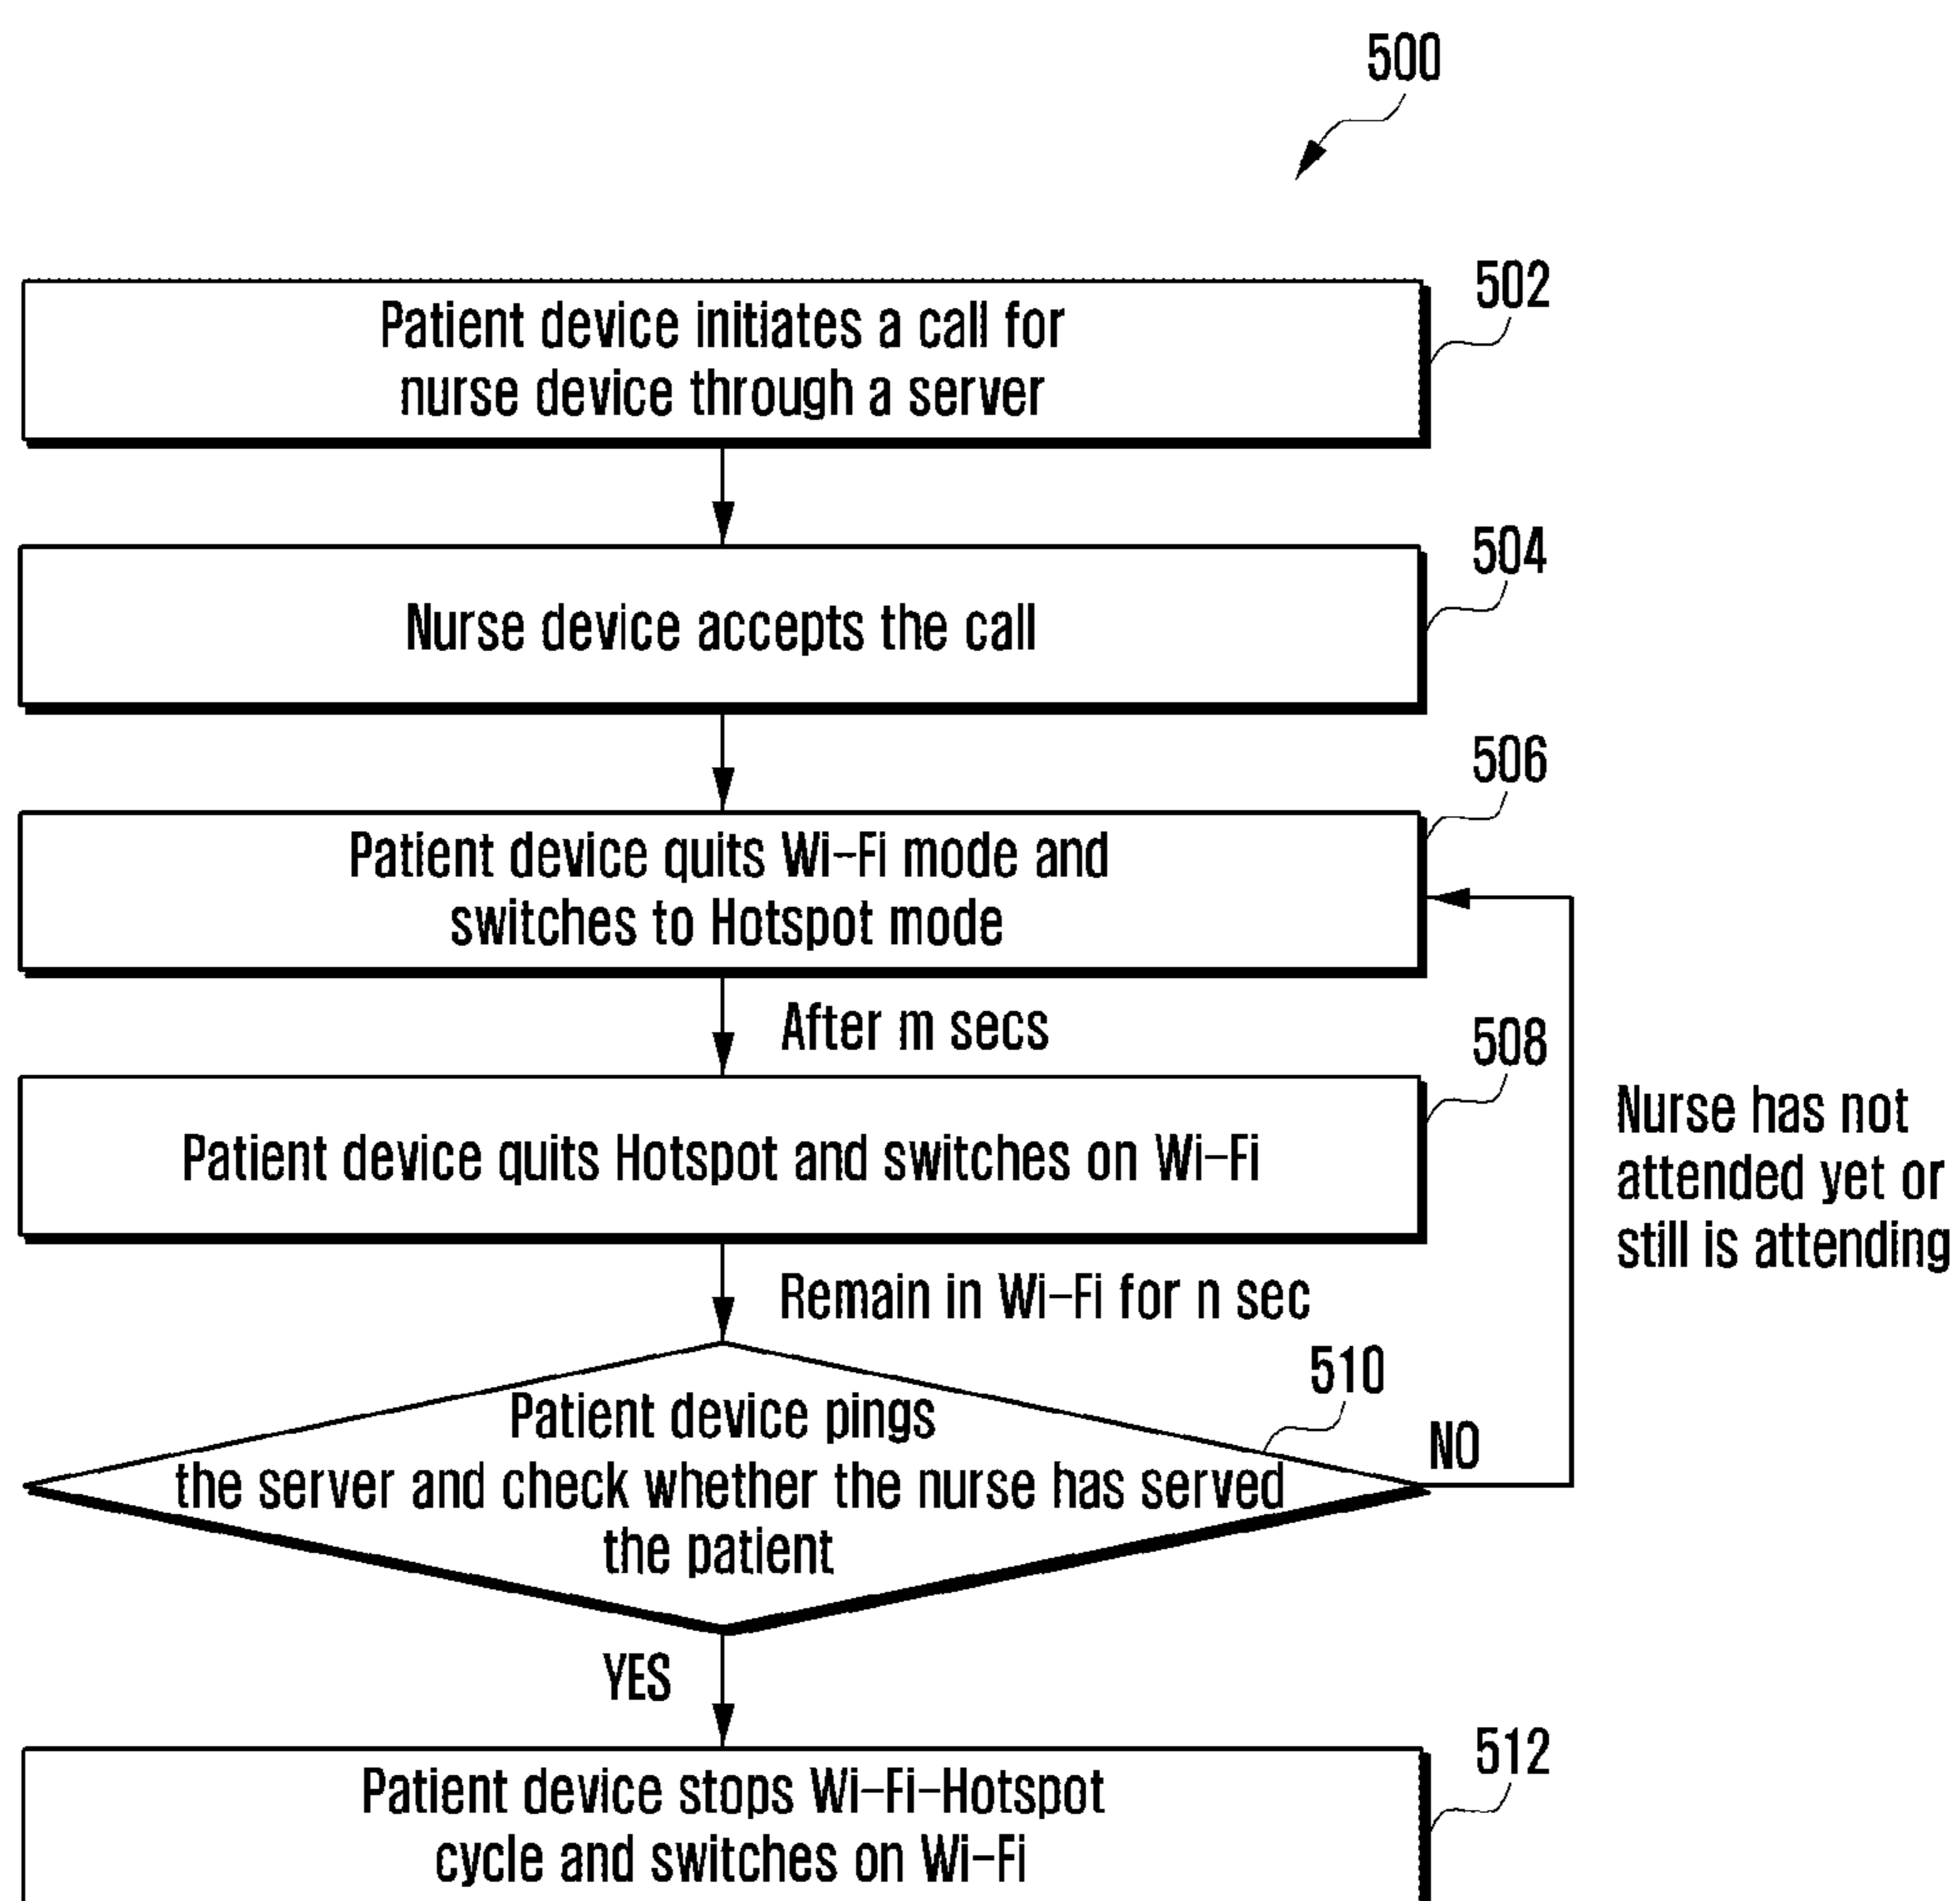 500
502
Patient device initiates a call for
nurse device through a server
504
Nurse device accepts the call
506
Patient device quits Wi-Fi mode and
switches to Hotspot mode
After m secs
508
Patient device quits Hotspot and switches on Wi-Fi
Nurse has not
attended yet or
still is attending
Remain in Wi-Fi for n sec
510
Patient device pings
the server and check whether the nurse has served
the patient
NO
YES
512
Patient device stops Wi-Fi-Hotspot
cycle and switches on Wi-Fi